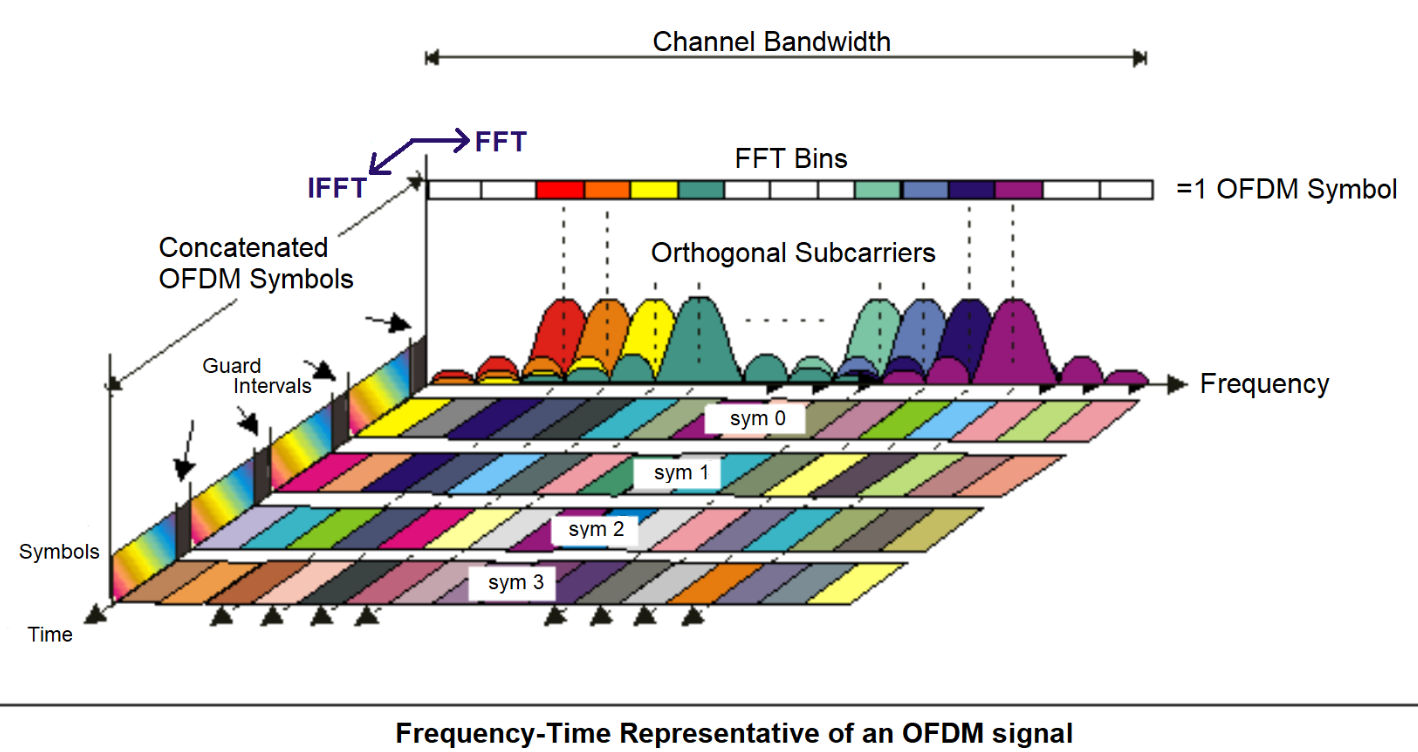 Channel Bandwidth
FFT
IFFT
FFT Bins
=1 OFDM Symbol
Concatenated
OFDM Symbols
Orthogonal Subcarriers
Guard
Intervals
Frequency
sym 0
sym 1
sym 2
Symbols
sym 3
Time
Frequency-Time Representative of an OFDM signal